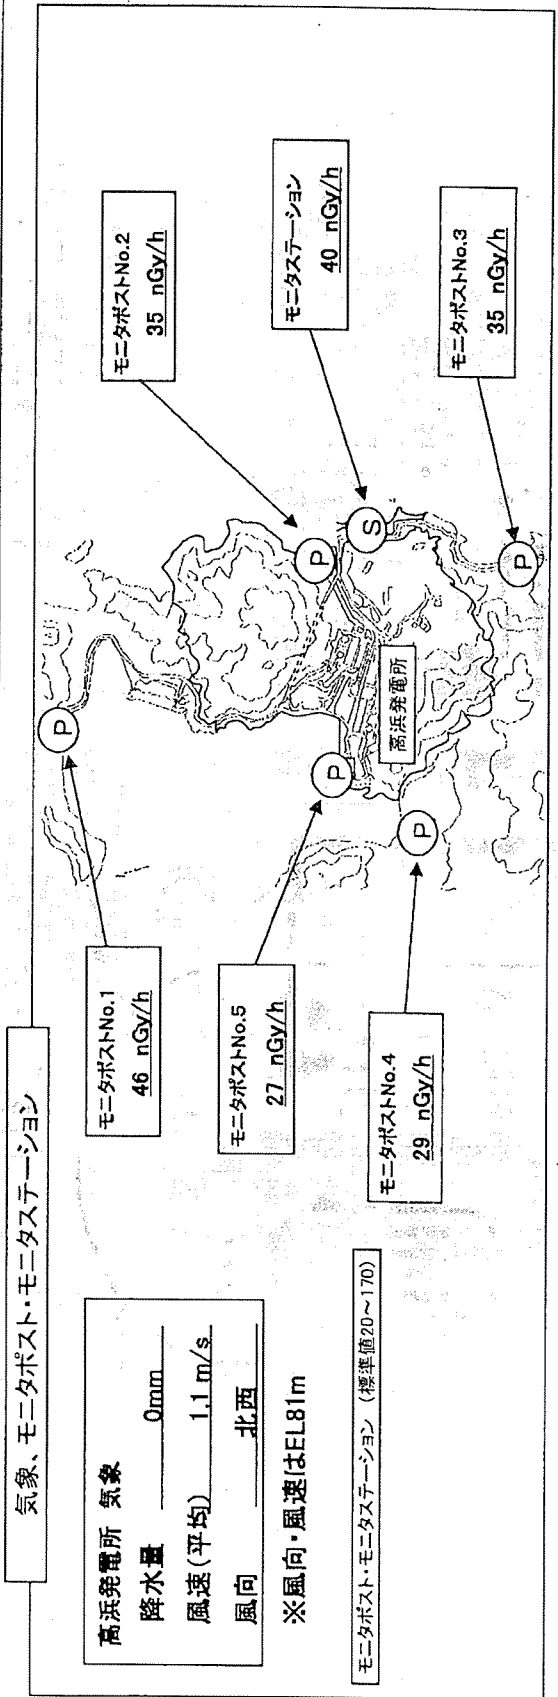 気象、モニタポスト・モニタステーション
高浜発電所 気象
降水量 0mm
風速(平均) 1.1 m/s
風向 北西
※風向・風速はEL81m
モニタポスト・モニタステーション (標準値20~170)
モニタポストNo.1
46 nGy/h
モニタポストNo.5
27 nGy/h
モニタポストNo.4
29 nGy/h
モニタポストNo.2
35 nGy/h
モニタステーション
40 nGy/h
モニタポストNo.3
35 nGy/h
P
P
P
P
S
P
高浜発電所